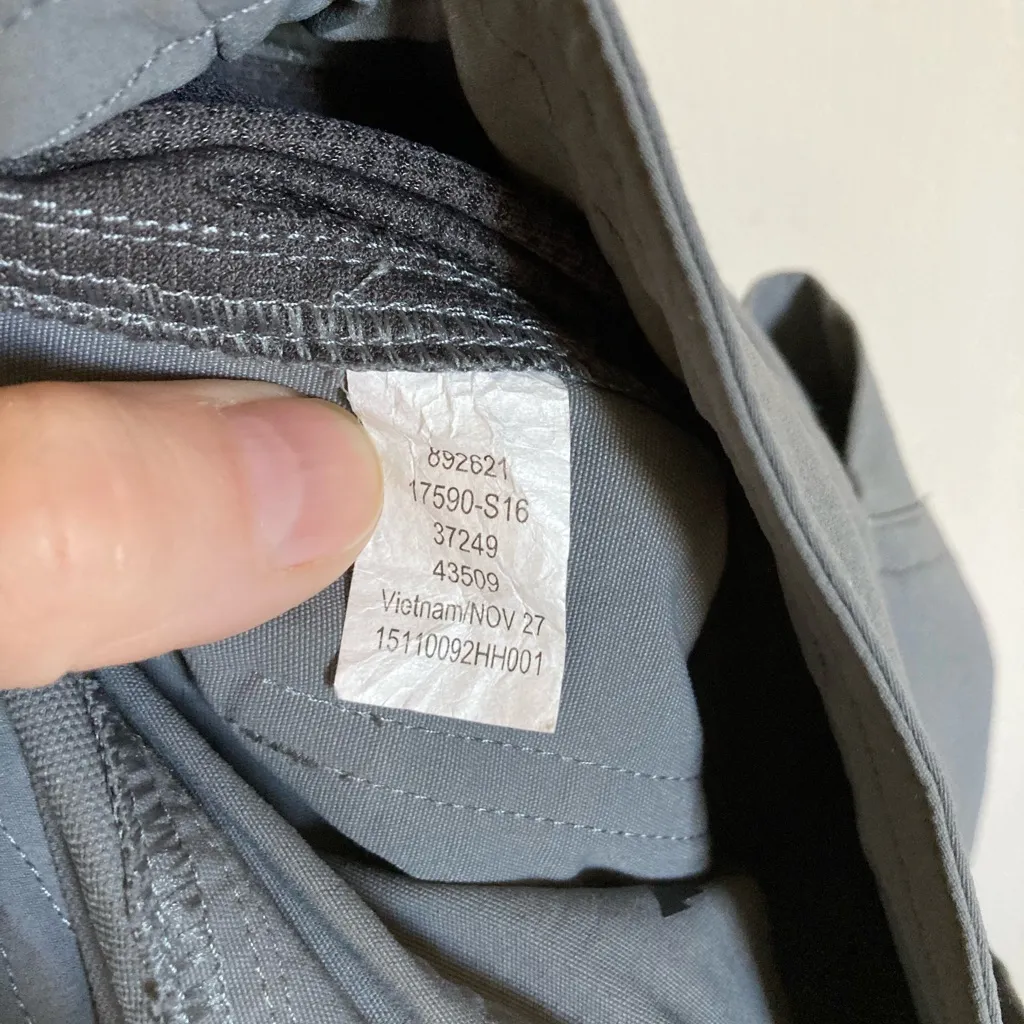 892621
17590-S16
37249
43509
Vietnam/NOV 27
15110092HH001